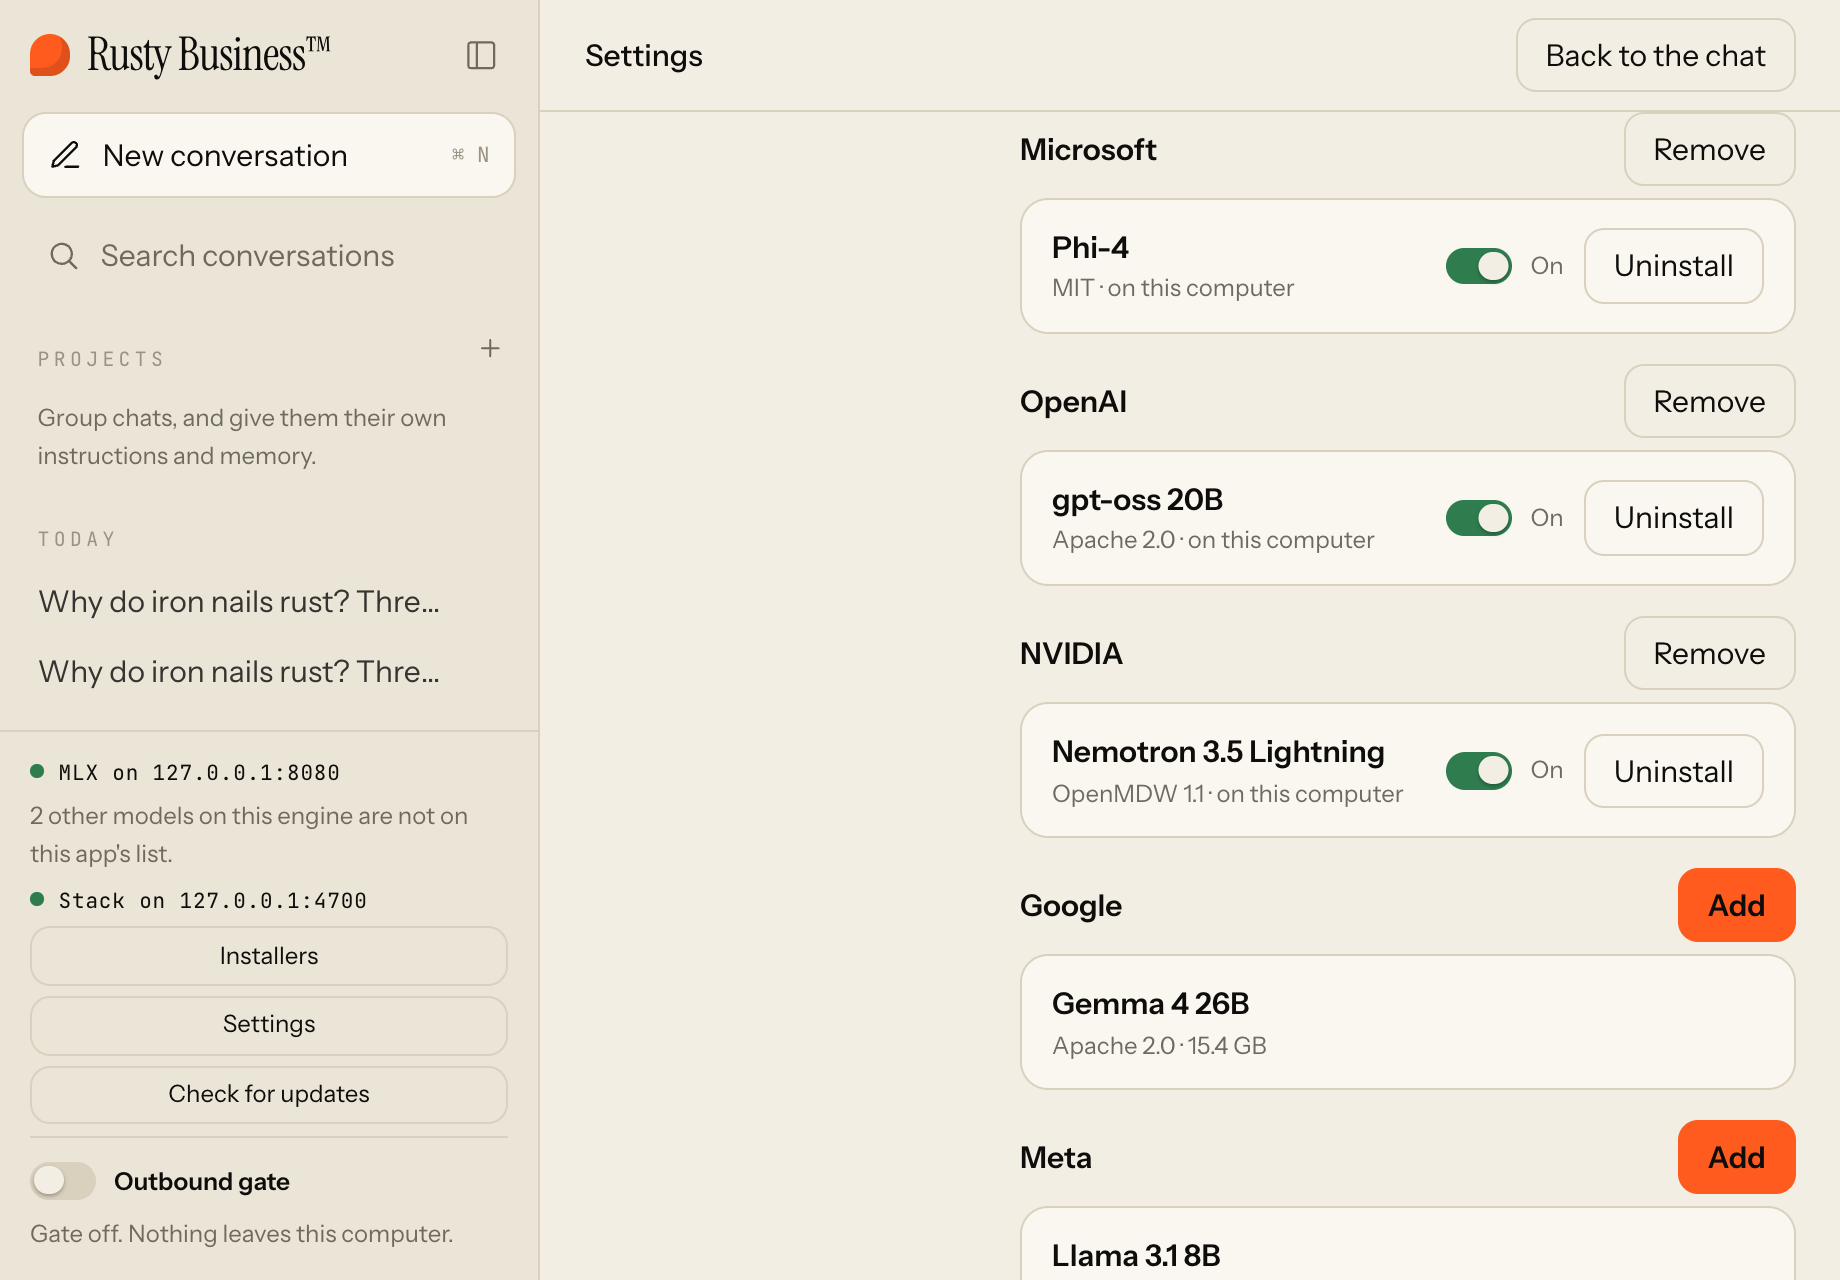 Rusty Business™
New conversation
⌘ N
Search conversations
PROJECTS
Group chats, and give them their own
instructions and memory.
TODAY
Why do iron nails rust? Thre...
Why do iron nails rust? Thre...
MLX on 127.0.0.1:8080
2 other models on this engine are not on
this app's list.
Stack on 127.0.0.1:4700
Installers
Settings
Check for updates
Outbound gate
Gate off. Nothing leaves this computer.
Settings
Back to the chat
Microsoft
Remove
Phi-4
MIT · on this computer
On
Uninstall
OpenAI
Remove
gpt-oss 20B
Apache 2.0 · on this computer
On
Uninstall
NVIDIA
Remove
Nemotron 3.5 Lightning
OpenMDW 1.1 · on this computer
On
Uninstall
Google
Add
Gemma 4 26B
Apache 2.0 · 15.4 GB
Meta
Add
Llama 3.1 8B